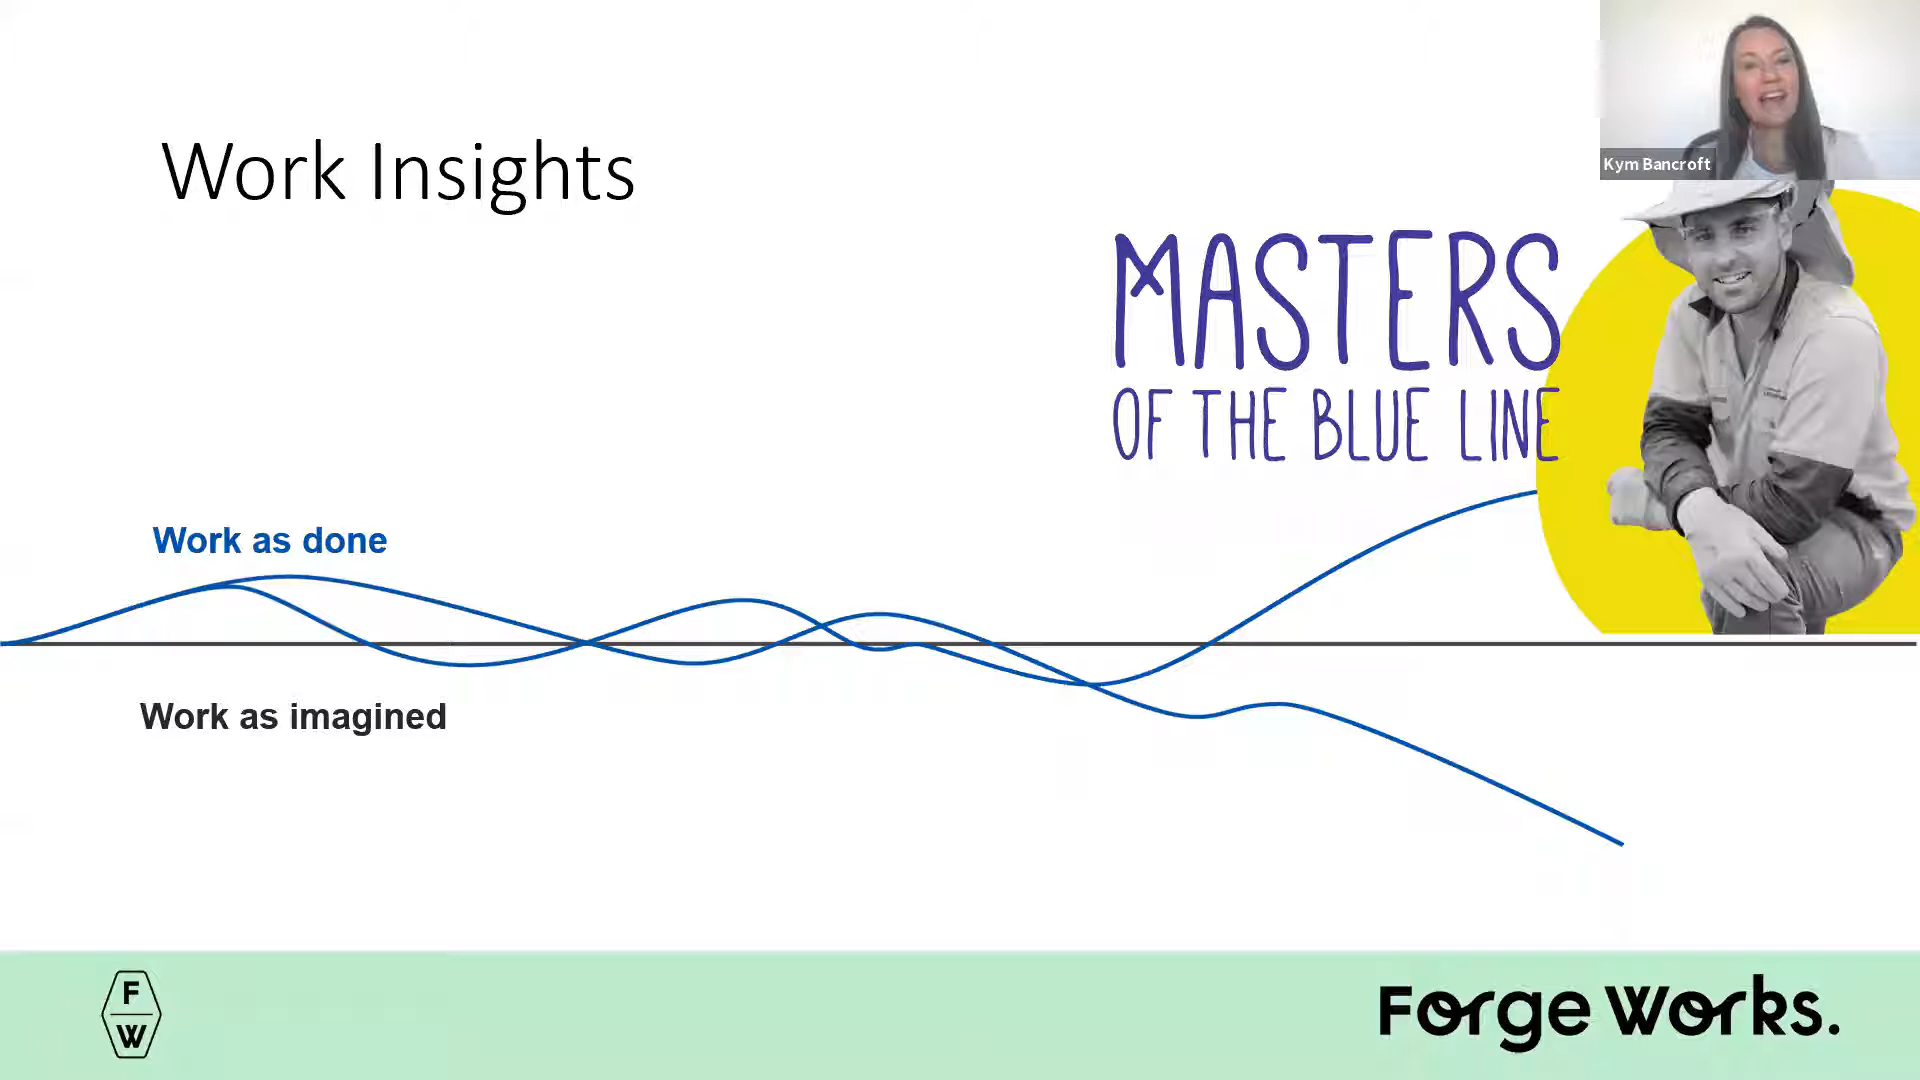 Kym Bancroft
Work Insights
MASTERS
OF THE BLUE LINE
Work as done
Work as imagined
F
W
Forge Works.